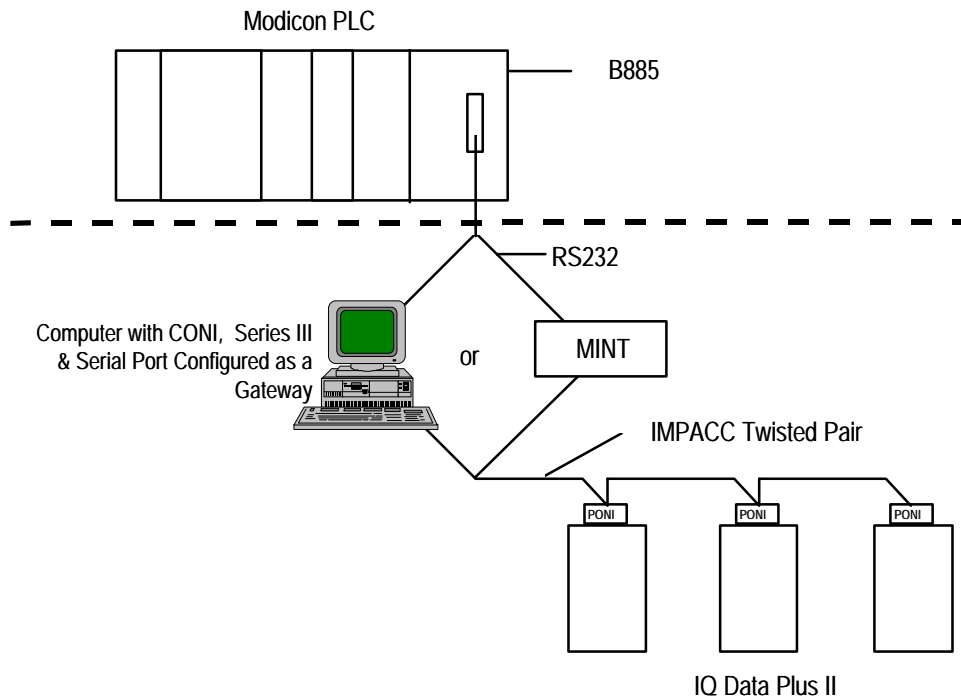 Modicon PLC
B885
RS232
Computer with CONI, Series III
& Serial Port Configured as a
Gateway
or
MINT
IMPACC Twisted Pair
PONI
PONI
PONI
IQ Data Plus II